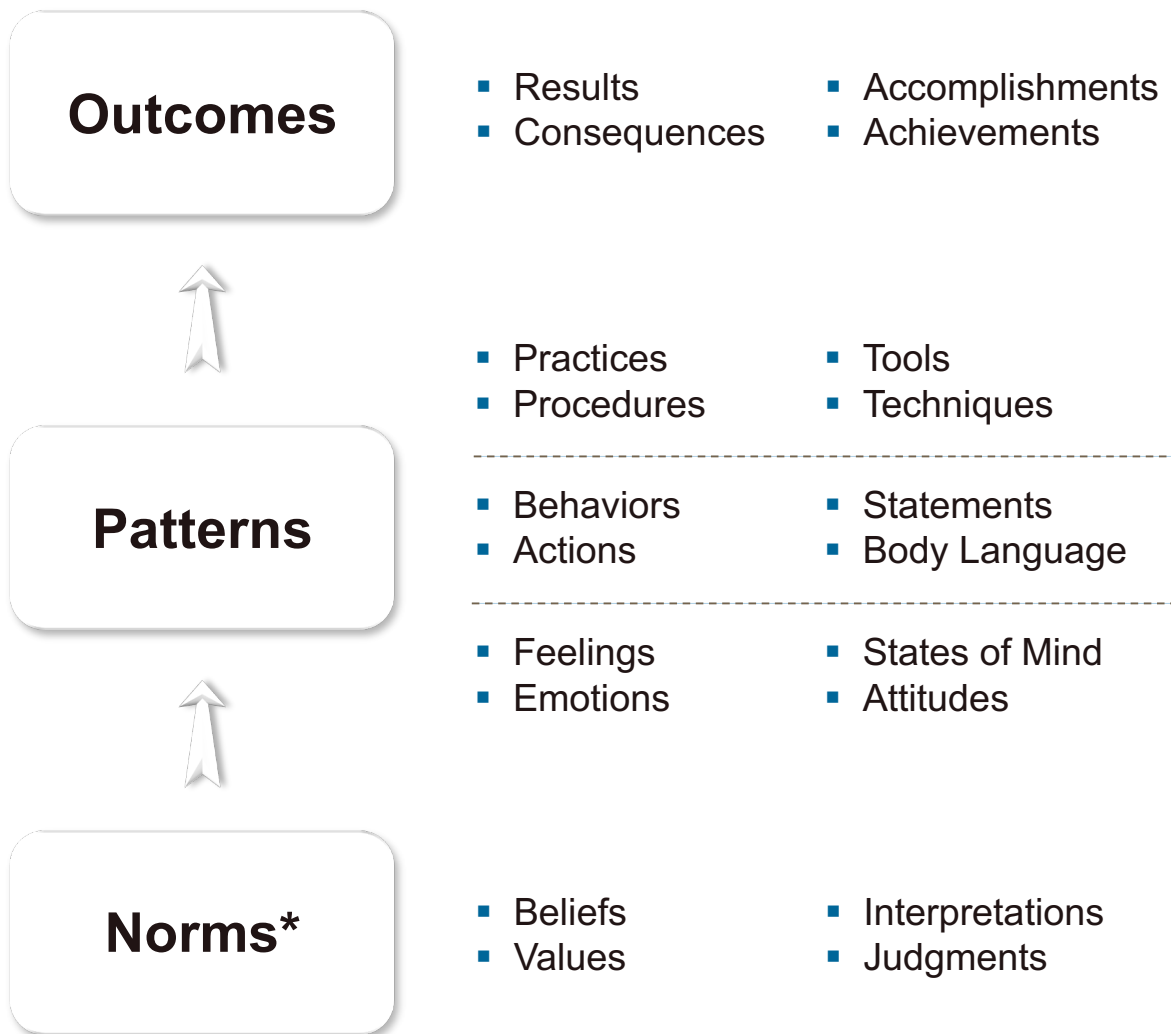 Outcomes
▪ Results ▪ Accomplishments
▪ Consequences ▪ Achievements
▪ Practices ▪ Tools
▪ Procedures ▪ Techniques
Patterns
▪ Behaviors ▪ Statements
▪ Actions ▪ Body Language
▪ Feelings ▪ States of Mind
▪ Emotions ▪ Attitudes
Norms*
▪ Beliefs ▪ Interpretations
▪ Values ▪ Judgments